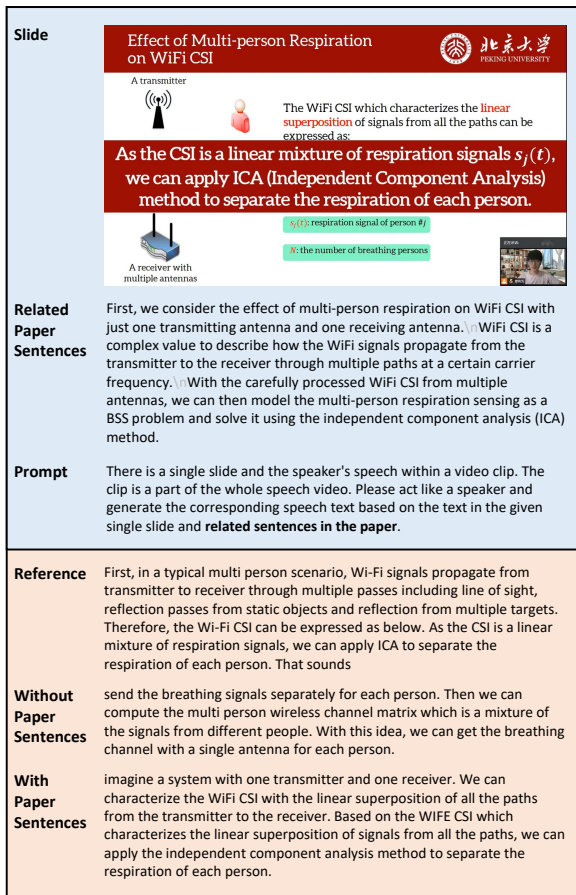 Slide
Effect of Multi-person Respiration
on WiFi CSI
北京大学
PEKING UNIVERSITY
A transmitter
The WiFi CSI which characterizes the linear
superposition of signals from all the paths can be
expressed as:
As the CSI is a linear mixture of respiration signals s_j(t),
we can apply ICA (Independent Component Analysis)
method to separate the respiration of each person.
s_j(t): respiration signal of person #j
N: the number of breathing persons
A receiver with
multiple antennas
Related
Paper
Sentences
First, we consider the effect of multi-person respiration on WiFi CSI with
just one transmitting antenna and one receiving antenna.\nWiFi CSI is a
complex value to describe how the WiFi signals propagate from the
transmitter to the receiver through multiple paths at a certain carrier
frequency.\nWith the carefully processed WiFi CSI from multiple
antennas, we can then model the multi-person respiration sensing as a
BSS problem and solve it using the independent component analysis (ICA)
method.
Prompt
There is a single slide and the speaker's speech within a video clip. The
clip is a part of the whole speech video. Please act like a speaker and
generate the corresponding speech text based on the text in the given
single slide and related sentences in the paper.
Reference
First, in a typical multi person scenario, Wi-Fi signals propagate from
transmitter to receiver through multiple passes including line of sight,
reflection passes from static objects and reflection from multiple targets.
Therefore, the Wi-Fi CSI can be expressed as below. As the CSI is a linear
mixture of respiration signals, we can apply ICA to separate the
respiration of each person. That sounds
Without
Paper
Sentences
send the breathing signals separately for each person. Then we can
compute the multi person wireless channel matrix which is a mixture of
the signals from different people. With this idea, we can get the breathing
channel with a single antenna for each person.
With
Paper
Sentences
imagine a system with one transmitter and one receiver. We can
characterize the WiFi CSI with the linear superposition of all the paths
from the transmitter to the receiver. Based on the WIFE CSI which
characterizes the linear superposition of signals from all the paths, we can
apply the independent component analysis method to separate the
respiration of each person.